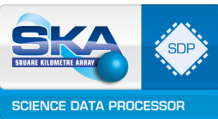 SKA
SQUARE KILOMETRE ARRAY
SDP
SCIENCE DATA PROCESSOR